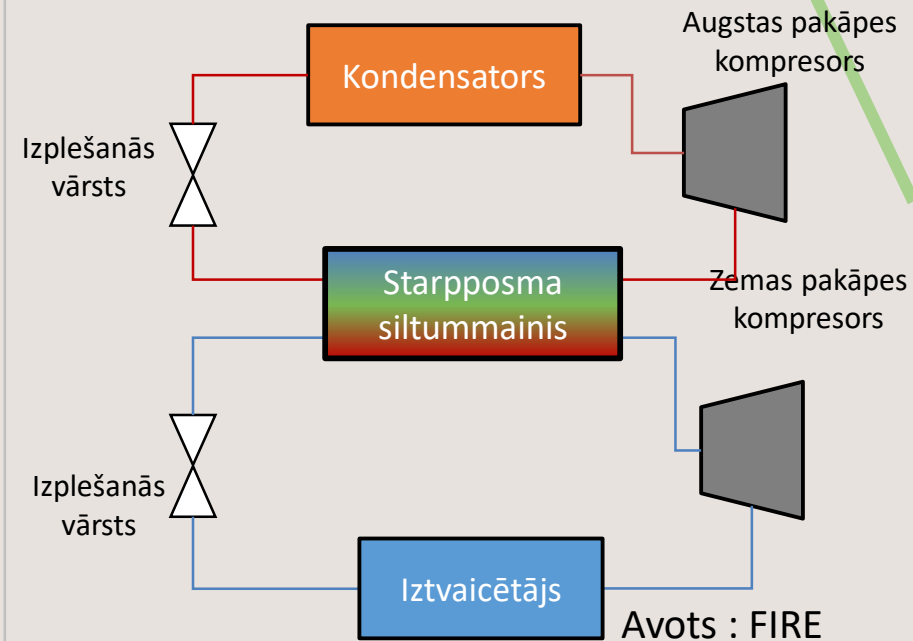 Augstas pakāpes
kompresors
Kondensators
Izplešanās
vārsts
Starpposma
siltummainis
Zemas pakāpes
kompresors
Izplešanās
vārsts
Iztvaicētājs
Avots : FIRE